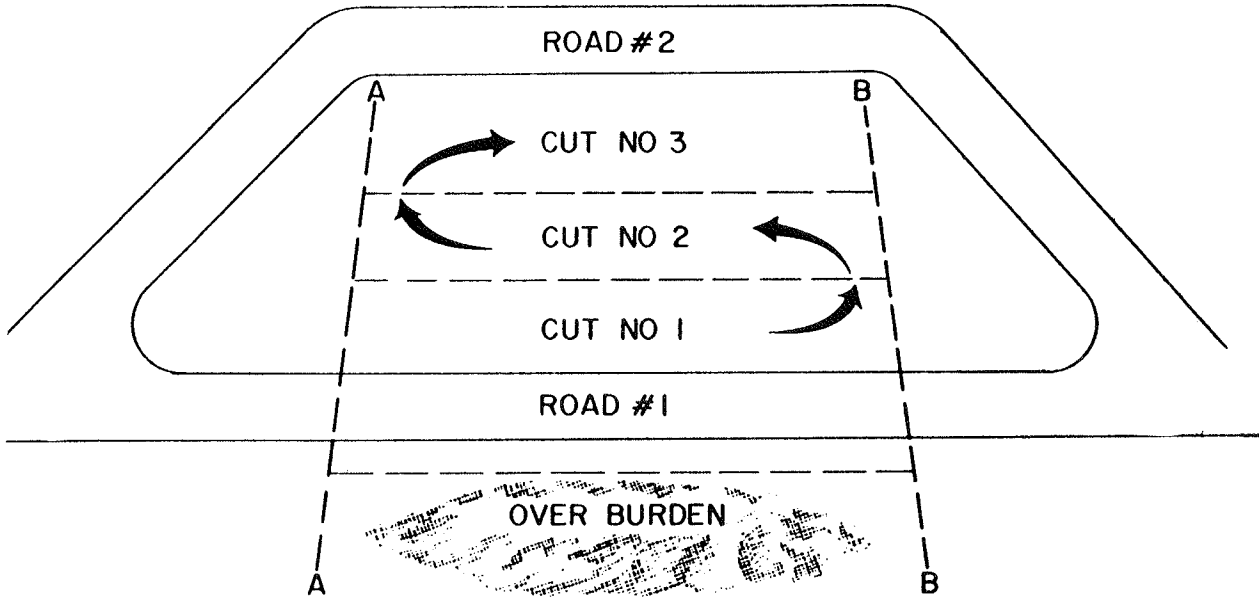 ROAD #2
A B
CUT NO 3
CUT NO 2
CUT NO 1
ROAD #1
OVER BURDEN
A B